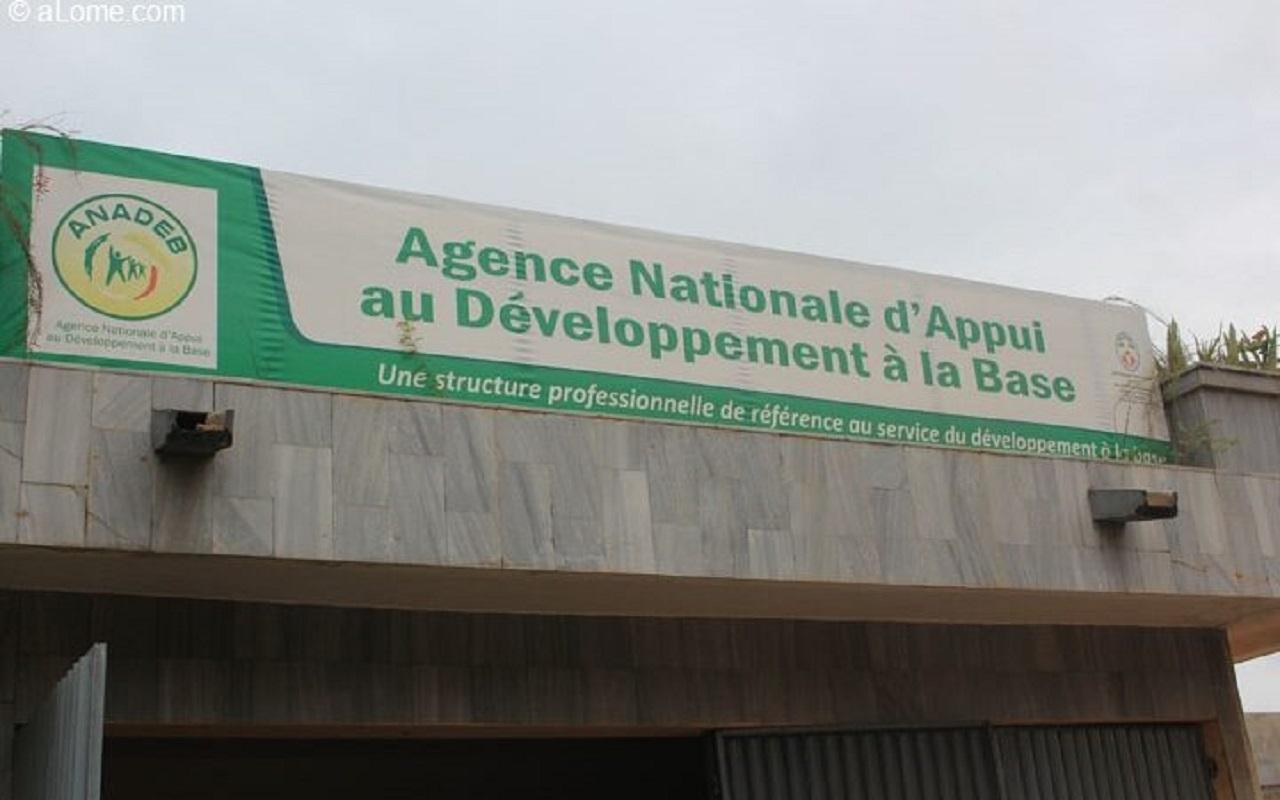 © aLome.com
ANADEB
Agence Nationale d'Appui
au Développement à la Base
Agence Nationale d'Appui
au Développement à la Base
Une structure professionnelle de référence au service du développement à la base